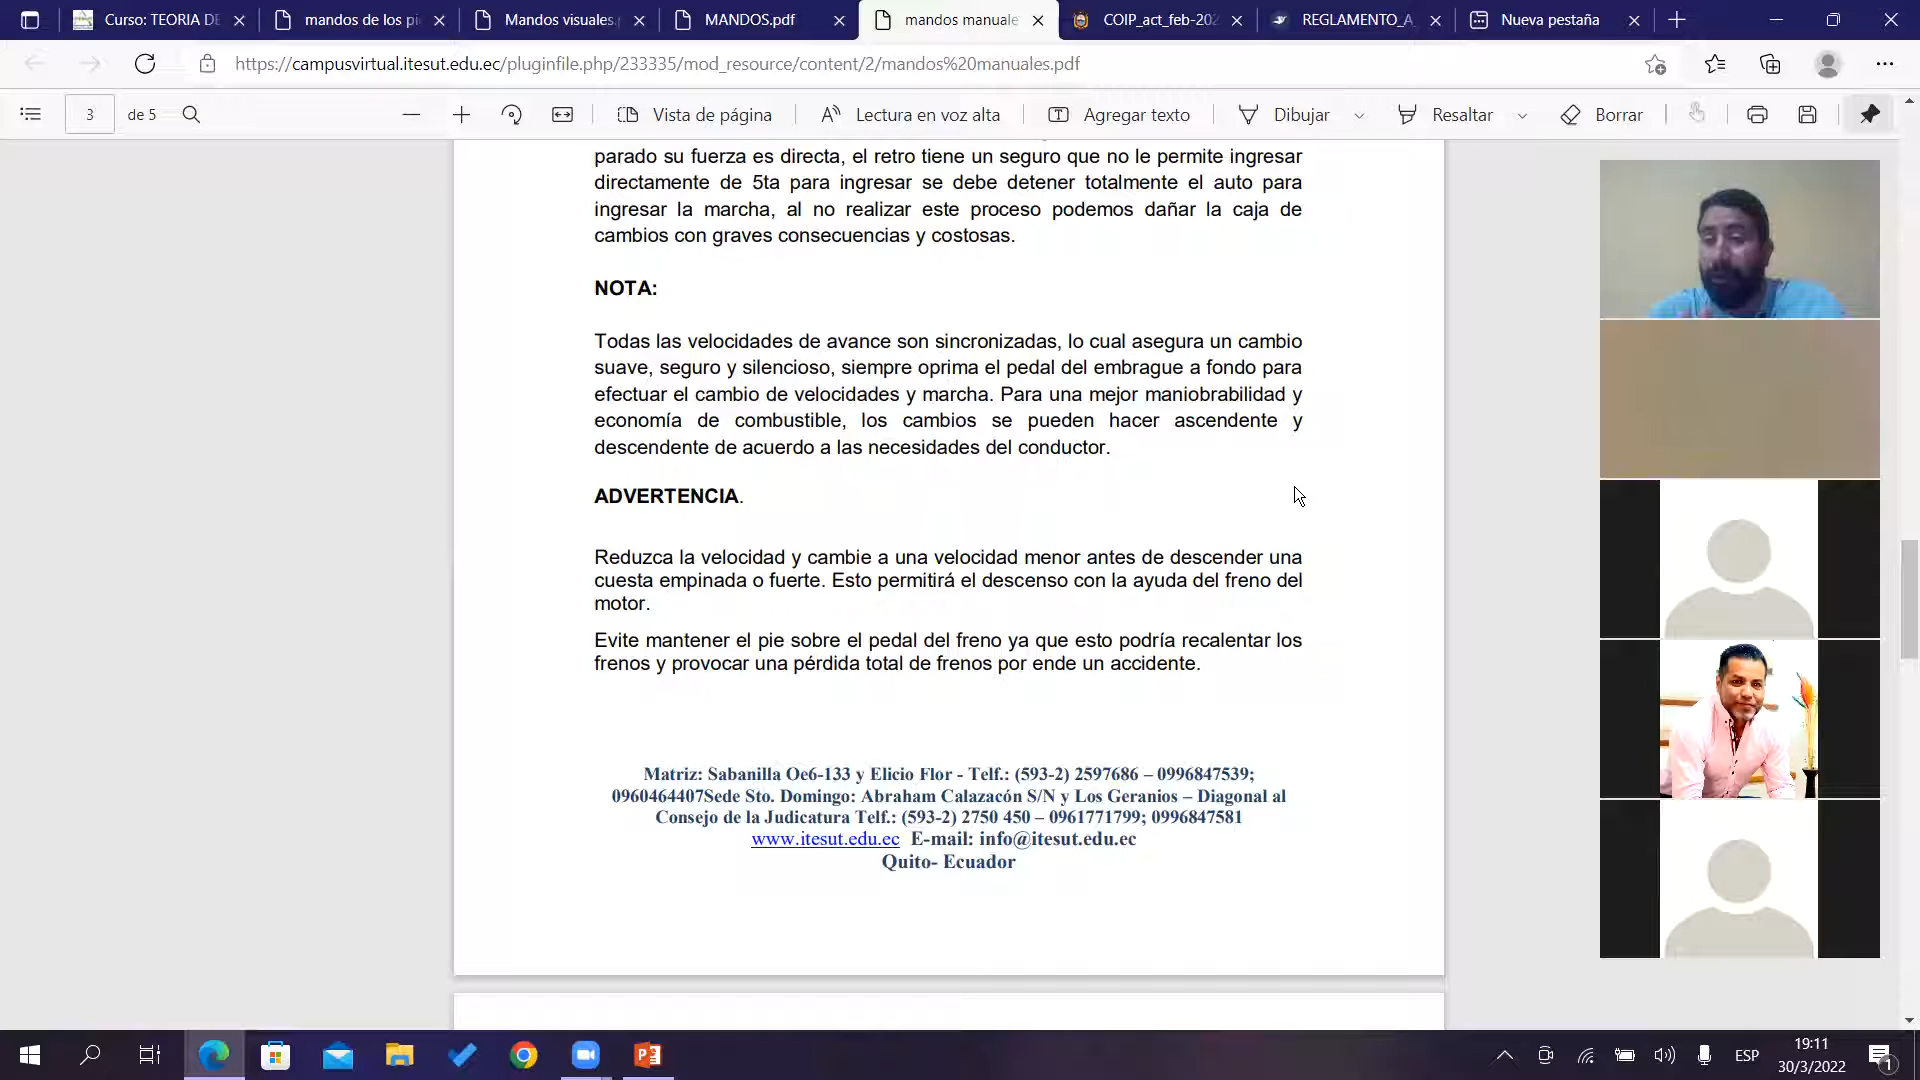 Curso: TEORIA DE
mandos de los pi
Mandos visuales.p
MANDOS.pdf
mandos manuale
COIP_act_feb-202
REGLAMENTO_A
Nueva pestaña
https://campusvirtual.itesut.edu.ec/pluginfile.php/233335/mod_resource/content/2/mandos%20manuales.pdf
3 de 5
Vista de página
Lectura en voz alta
Agregar texto
Dibujar
Resaltar
Borrar
parado su fuerza es directa, el retro tiene un seguro que no le permite ingresar
directamente de 5ta para ingresar se debe detener totalmente el auto para
ingresar la marcha, al no realizar este proceso podemos dañar la caja de
cambios con graves consecuencias y costosas.
NOTA:
Todas las velocidades de avance son sincronizadas, lo cual asegura un cambio
suave, seguro y silencioso, siempre oprima el pedal del embrague a fondo para
efectuar el cambio de velocidades y marcha. Para una mejor maniobrabilidad y
economía de combustible, los cambios se pueden hacer ascendente y
descendente de acuerdo a las necesidades del conductor.
ADVERTENCIA.
Reduzca la velocidad y cambie a una velocidad menor antes de descender una
cuesta empinada o fuerte. Esto permitirá el descenso con la ayuda del freno del
motor.
Evite mantener el pie sobre el pedal del freno ya que esto podría recalentar los
frenos y provocar una pérdida total de frenos por ende un accidente.
Matriz: Sabanilla Oe6-133 y Elicio Flor - Telf.: (593-2) 2597686 – 0996847539;
0960464407Sede Sto. Domingo: Abraham Calazacón S/N y Los Geranios – Diagonal al
Consejo de la Judicatura Telf.: (593-2) 2750 450 – 0961771799; 0996847581
www.itesut.edu.ec E-mail: info@itesut.edu.ec
Quito- Ecuador
ESP
19:11
30/3/2022
1